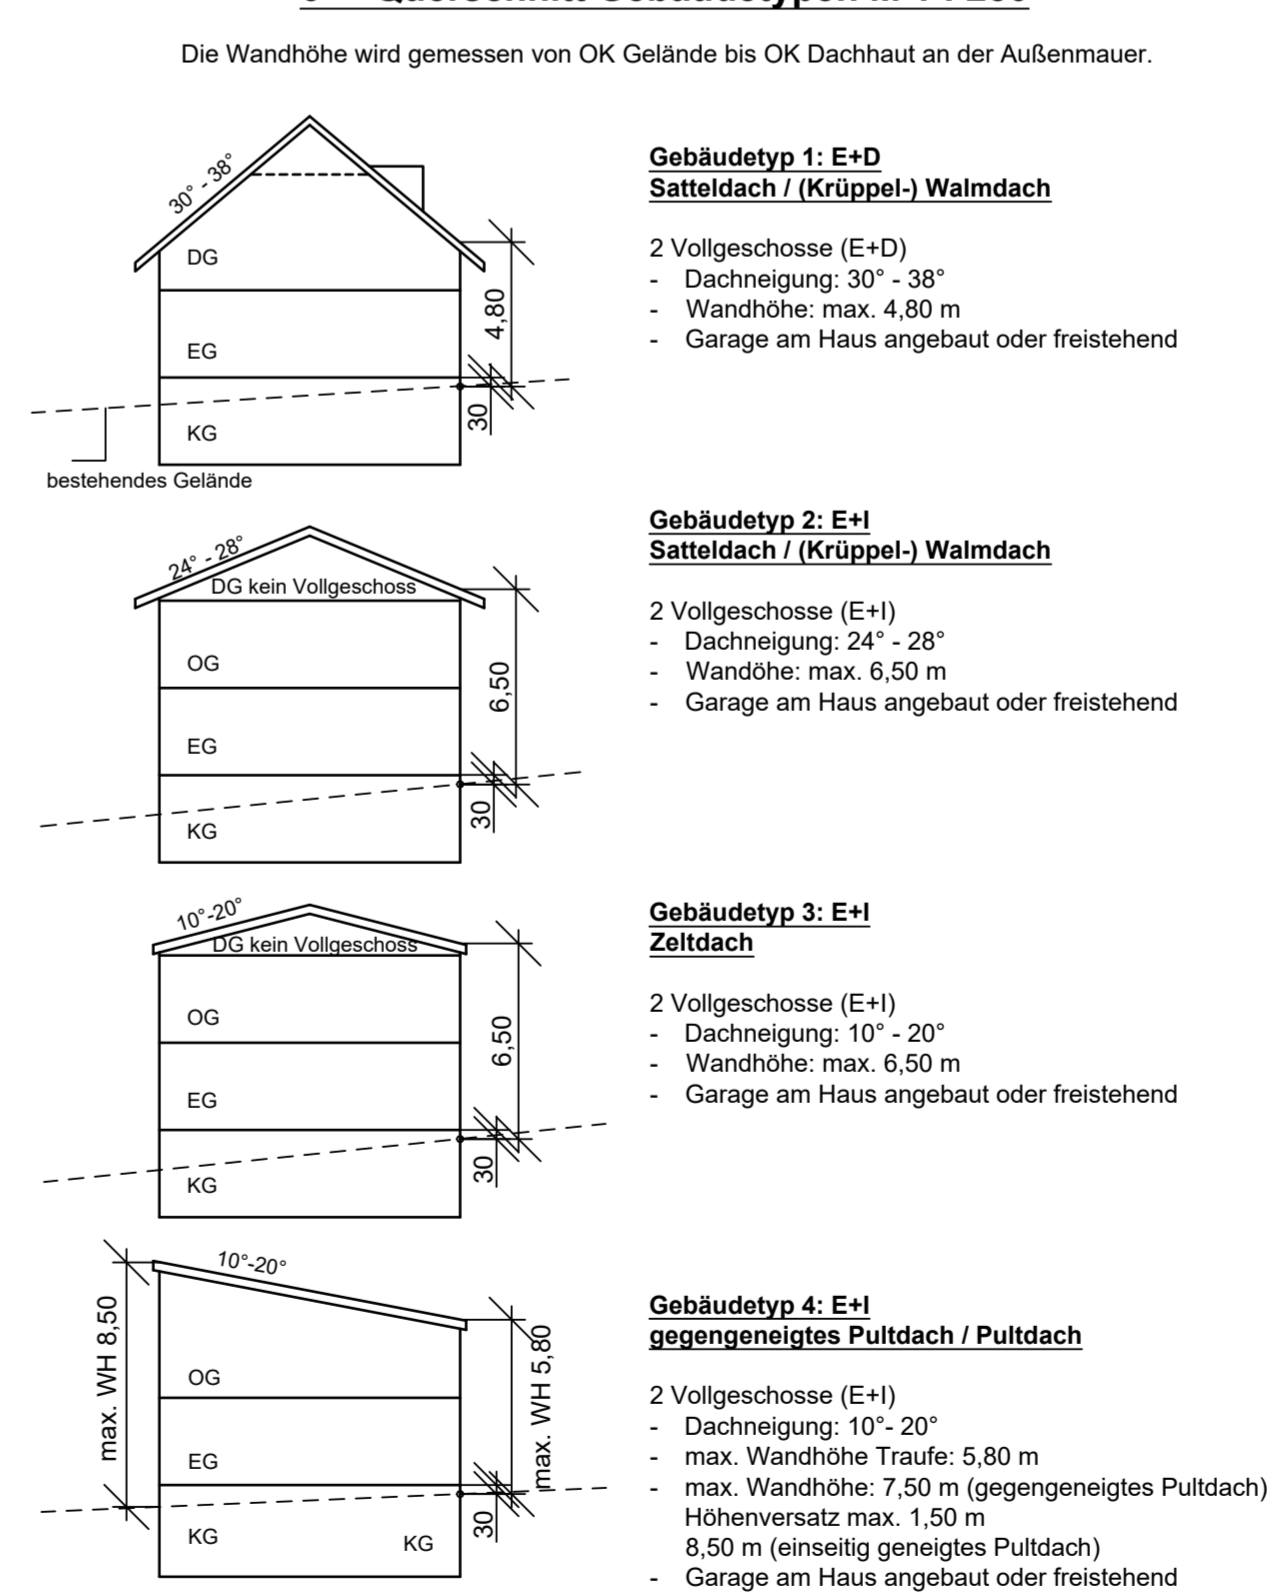 Die Wandhöhe wird gemessen von OK Gelände bis OK Dachhaut an der Außenmauer.
30° - 38°
DG
EG
KG
4,80
30
bestehendes Gelände
Gebäudetyp 1: E+D
Satteldach / (Krüppel-) Walmdach
2 Vollgeschosse (E+D)
- Dachneigung: 30° - 38°
- Wandhöhe: max. 4,80 m
- Garage am Haus angebaut oder freistehend
24° - 28°
DG kein Vollgeschoss
OG
EG
KG
6,50
30
Gebäudetyp 2: E+I
Satteldach / (Krüppel-) Walmdach
2 Vollgeschosse (E+I)
- Dachneigung: 24° - 28°
- Wandöhe: max. 6,50 m
- Garage am Haus angebaut oder freistehend
10°-20°
DG kein Vollgeschoss
OG
EG
KG
6,50
30
Gebäudetyp 3: E+I
Zeltdach
2 Vollgeschosse (E+I)
- Dachneigung: 10° - 20°
- Wandhöhe: max. 6,50 m
- Garage am Haus angebaut oder freistehend
10°-20°
max. WH 8,50
OG
EG
KG
KG
max. WH 5,80
30
Gebäudetyp 4: E+I
gegengeneigtes Pultdach / Pultdach
2 Vollgeschosse (E+I)
- Dachneigung: 10°- 20°
- max. Wandhöhe Traufe: 5,80 m
- max. Wandhöhe: 7,50 m (gegengeneigtes Pultdach)
Höhenversatz max. 1,50 m
8,50 m (einseitig geneigtes Pultdach)
- Garage am Haus angebaut oder freistehend